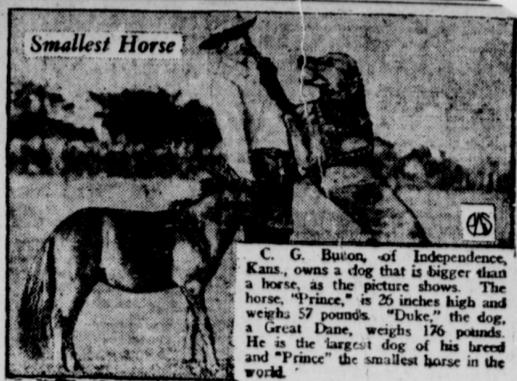 Smallest Horse
C. G. Buton, of Independence,
Kans., owns a dog that is bigger than
a horse, as the picture shows. The
horse, "Prince," is 26 inches high and
weighs 57 pounds. "Duke," the dog,
a Great Dane, weighs 176 pounds.
He is the largest dog of his breed
and "Prince" the smallest horse in the
world.